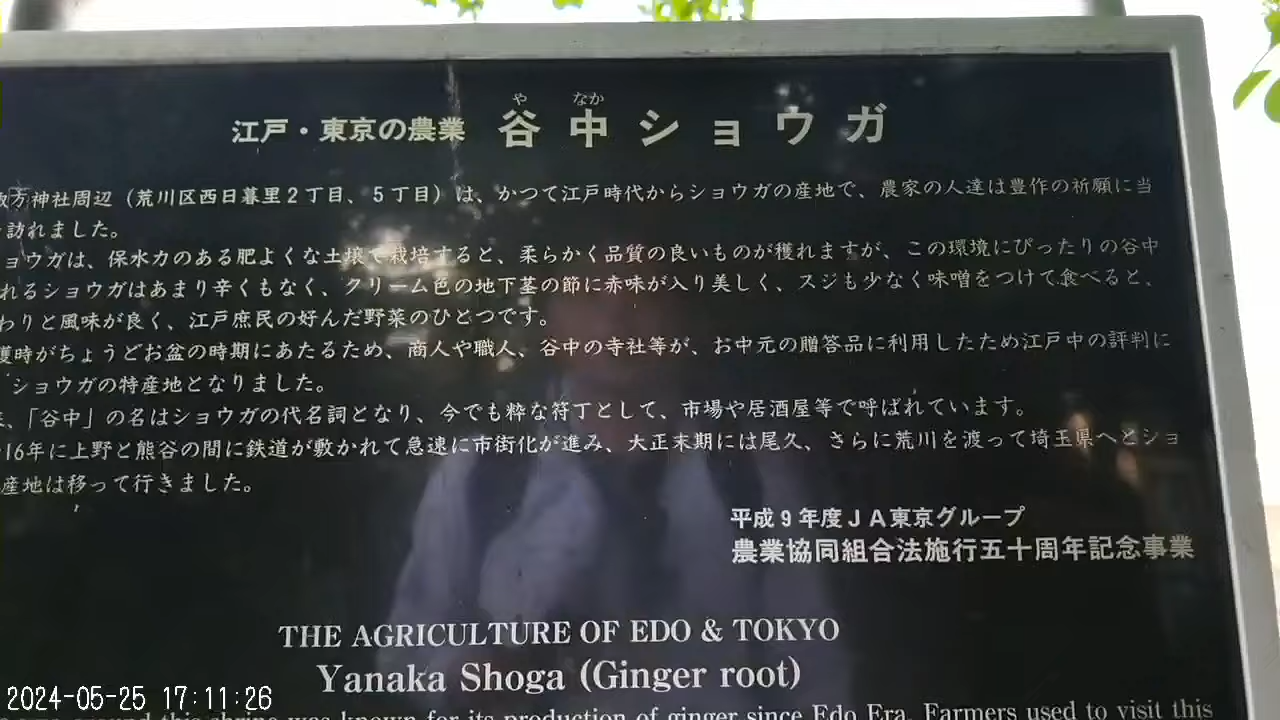 江戸・東京の農業 谷中ショウガ
や なか
方神社周辺（荒川区西日暮里2丁目、5丁目）は、かつて江戸時代からショウガの産地で、農家の人達は豊作の祈願に当
訪れました。
ョウガは、保水力のある肥よくな土壌で栽培すると、柔らかく品質の良いものが穫れますが、この環境にぴったりの谷中
れるショウガはあまり辛くもなく、クリーム色の地下茎の節に赤味が入り美しく、スジも少なく味噌をつけて食べると、
わりと風味が良く、江戸庶民の好んだ野菜のひとつです。
穫時がちょうどお盆の時期にあたるため、商人や職人、谷中の寺社等が、お中元の贈答品に利用したため江戸中の評判に
ショウガの特産地となりました。
、「谷中」の名はショウガの代名詞となり、今でも粋な符丁として、市場や居酒屋等で呼ばれています。
16年に上野と熊谷の間に鉄道が敷かれて急速に市街化が進み、大正末期には尾久、さらに荒川を渡って埼玉県へとショ
産地は移って行きました。
平成9年度JA東京グループ
農業協同組合法施行五十周年記念事業
THE AGRICULTURE OF EDO & TOKYO
Yanaka Shoga (Ginger root)
around this shrine was known for its production of ginger since Edo Era. Farmers used to visit this
2024-05-25 17:11:26